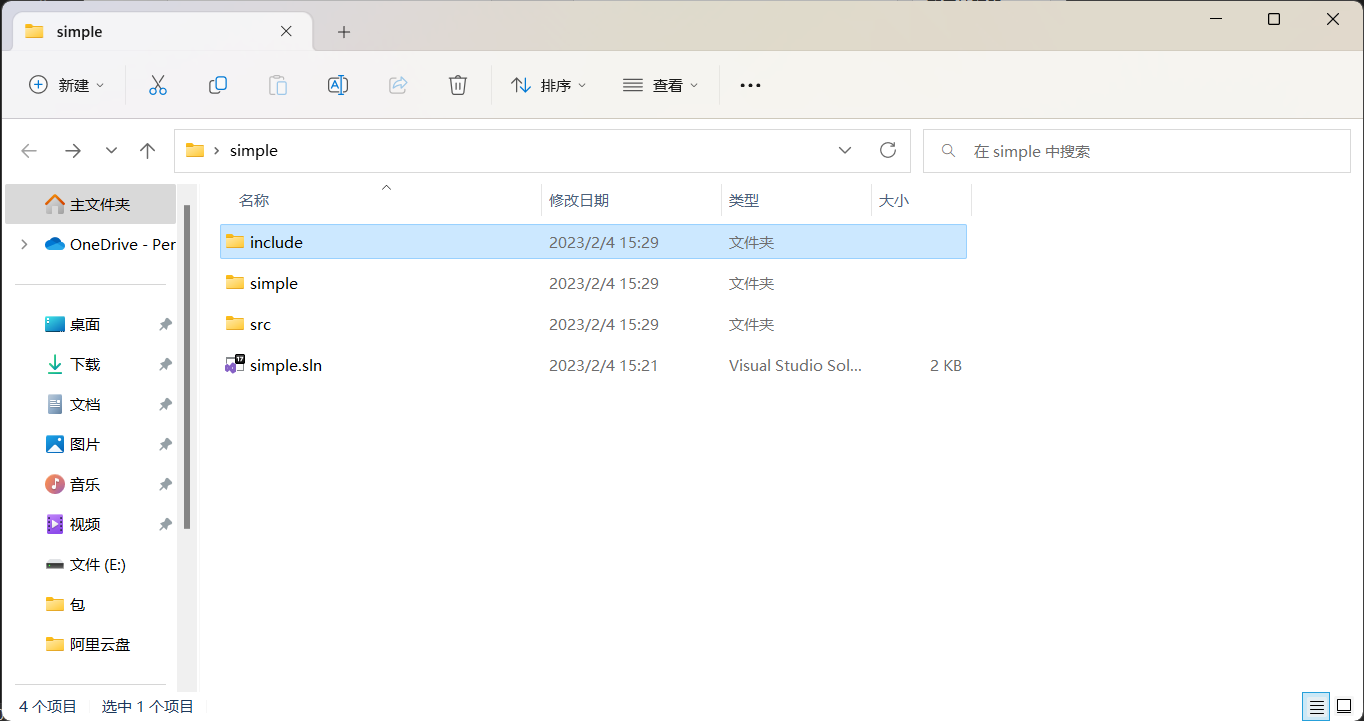 simple
新建
排序
查看
simple
在 simple 中搜索
主文件夹
OneDrive - Per
桌面
下载
文档
图片
音乐
视频
文件 (E:)
包
阿里云盘
名称 修改日期 类型 大小
include 2023/2/4 15:29 文件夹
simple 2023/2/4 15:29 文件夹
src 2023/2/4 15:29 文件夹
17
simple.sln 2023/2/4 15:21 Visual Studio Sol... 2 KB
4 个项目 选中 1 个项目